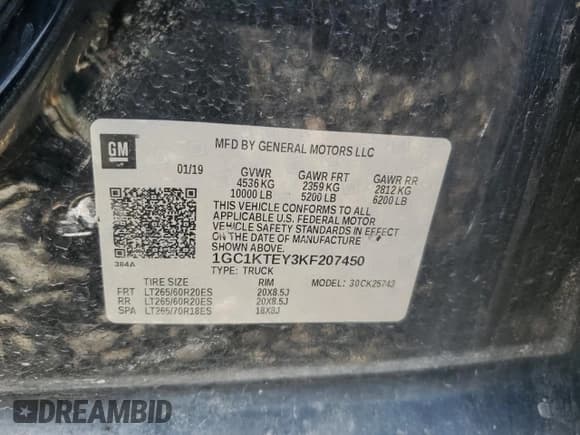 GM
MFD BY GENERAL MOTORS LLC
01/19 GVWR GAWR FRT GAWR RR
4536 KG 2359 KG 2812 KG
10000 LB 5200 LB 6200 LB
THIS VEHICLE CONFORMS TO ALL
APPLICABLE U.S. FEDERAL MOTOR
VEHICLE SAFETY STANDARDS IN EFFECT
ON THE DATE OF MANUFACTURE
SHOWN ABOVE.
384A 1GC1KTEY3KF207450
TYPE: TRUCK MODEL: 30CK25743
TIRE SIZE RIM
FRT LT265/60R20ES 20X8.5J
RR LT265/60R20ES 20X8.5J
SPA LT265/70R18ES 18X8J
DREAMBID